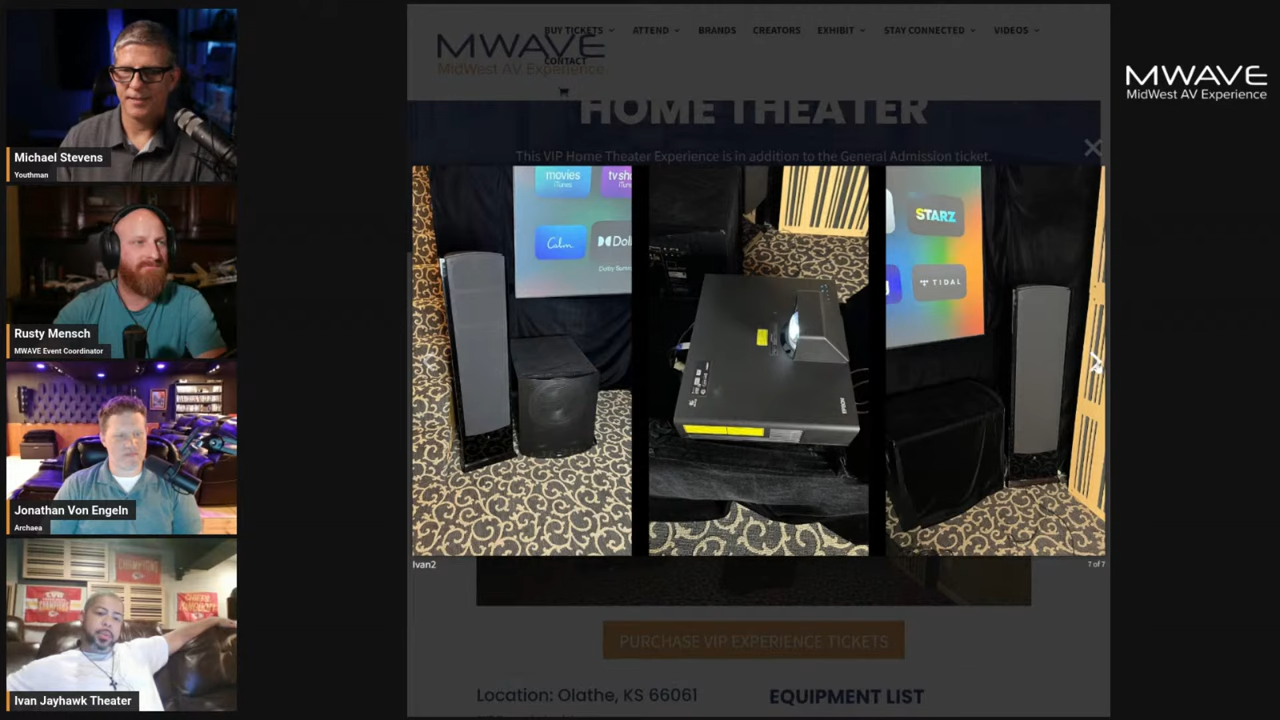 Michael Stevens
Youthman
Rusty Mensch
MWAVE Event Coordinator
Jonathan Von Engeln
Archaea
Ivan Jayhawk Theater
MWAVE
MidWest AV Experience
BUY TICKETS
ATTEND
BRANDS
CREATORS
EXHIBIT
STAY CONNECTED
VIDEOS
CONTACT
HOME THEATER
This VIP Home Theater Experience is in addition to the General Admission ticket.
movies
iTunes
Calm
STARZ
TIDAL
EPSON
Ivan2
7 of 7
PURCHASE VIP EXPERIENCE TICKETS
Location: Olathe, KS 66061
EQUIPMENT LIST
MWAVE
MidWest AV Experience